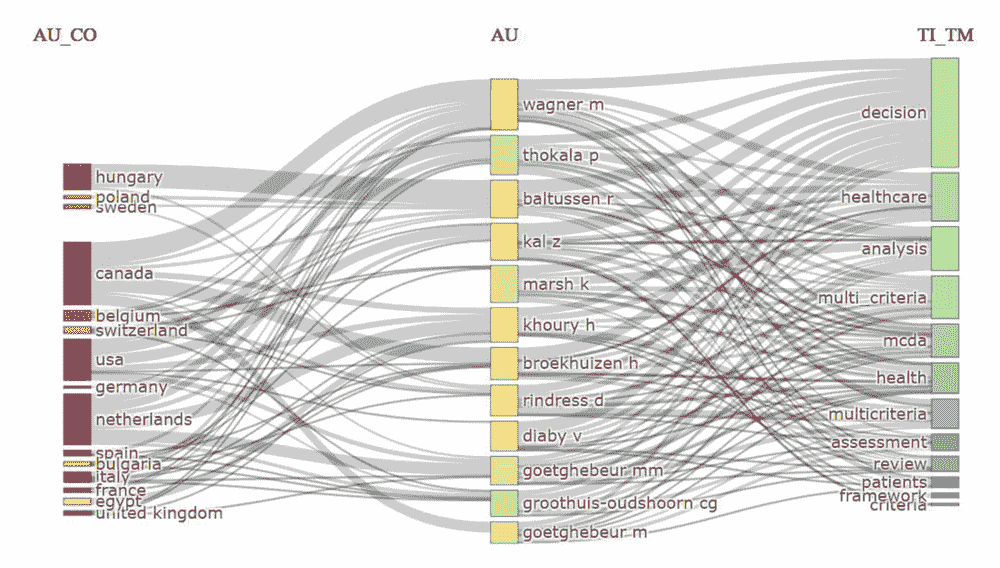 AU_CO
AU
TI_TM
hungary
poland
sweden
canada
belgium
switzerland
usa
germany
netherlands
spain
bulgaria
italy
france
egypt
united kingdom
wagner m
thokala p
baltussen r
kal z
marsh k
khoury h
broekhuizen h
rindress d
diaby v
goetghebeur mm
groothuis-oudshoorn cg
goetghebeur m
decision
healthcare
analysis
multi_criteria
mcda
health
multicriteria
assessment
review
patients
framework
criteria